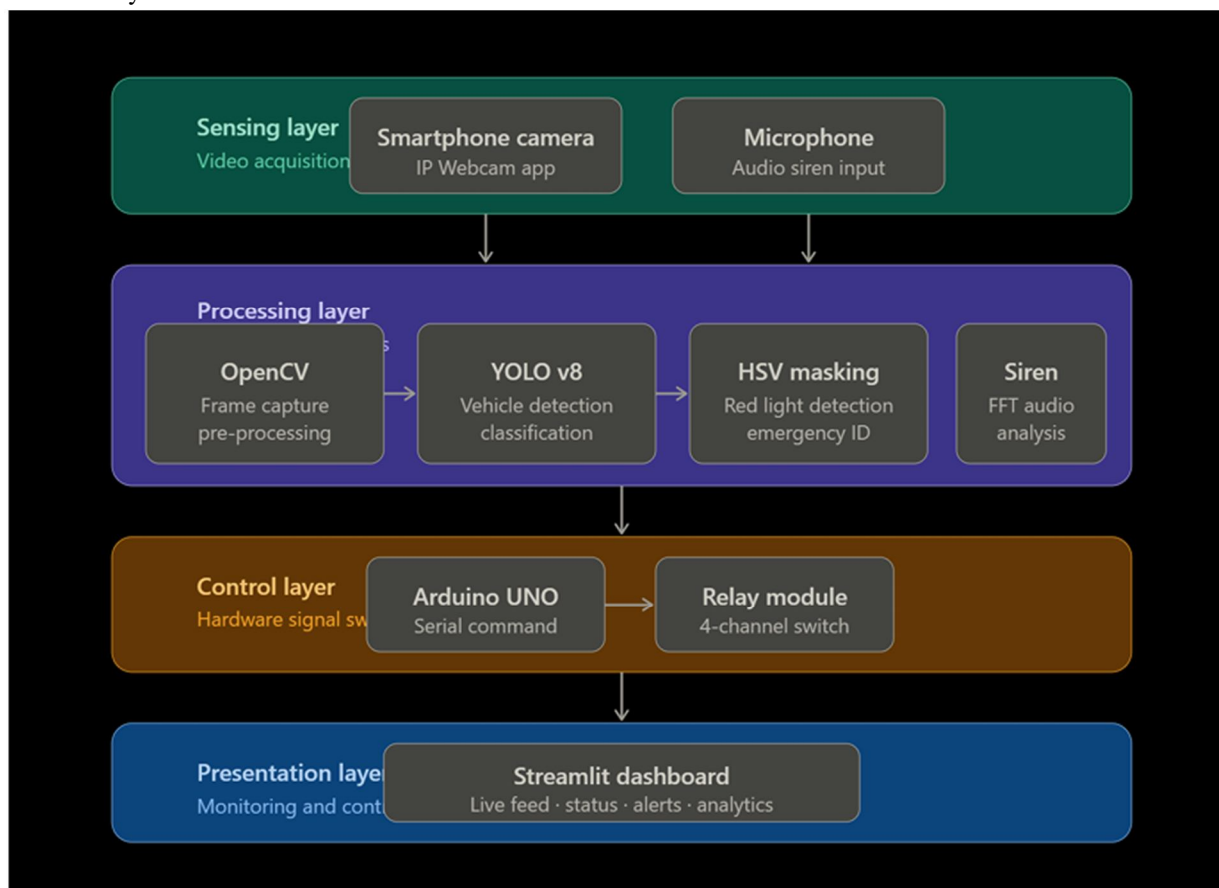 Sensing layer
Video acquisition
Smartphone camera
IP Webcam app
Microphone
Audio siren input
Processing layer
s
OpenCV
Frame capture
pre-processing
YOLO v8
Vehicle detection
classification
HSV masking
Red light detection
emergency ID
Siren
FFT audio
analysis
Control layer
Hardware signal sw
Arduino UNO
Serial command
Relay module
4-channel switch
Presentation layer
Monitoring and cont
Streamlit dashboard
Live feed · status · alerts · analytics